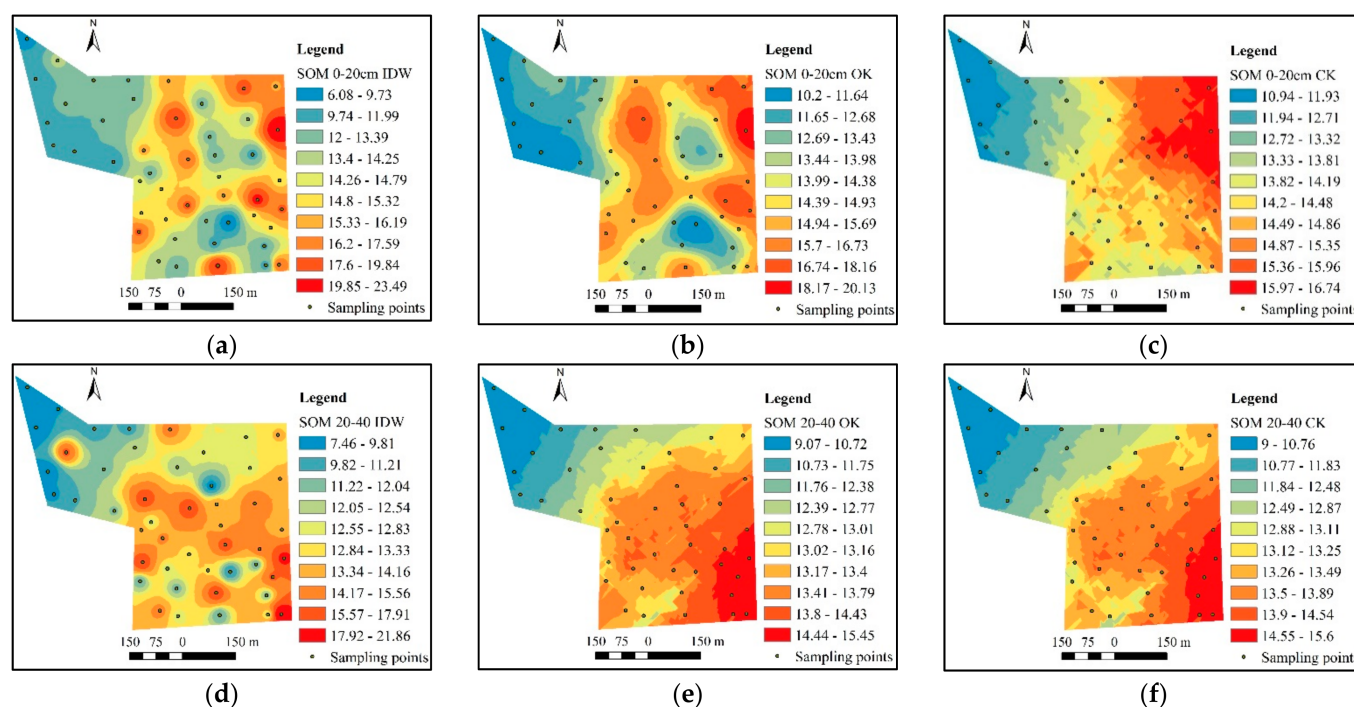 N
Legend
SOM 0-20cm IDW
6.08 - 9.73
9.74 - 11.99
12 - 13.39
13.4 - 14.25
14.26 - 14.79
14.8 - 15.32
15.33 - 16.19
16.2 - 17.59
17.6 - 19.84
19.85 - 23.49
Sampling points
150 75 0 150 m
(a)
N
Legend
SOM 0-20cm OK
10.2 - 11.64
11.65 - 12.68
12.69 - 13.43
13.44 - 13.98
13.99 - 14.38
14.39 - 14.93
14.94 - 15.69
15.7 - 16.73
16.74 - 18.16
18.17 - 20.13
Sampling points
150 75 0 150 m
(b)
N
Legend
SOM 0-20cm CK
10.94 - 11.93
11.94 - 12.71
12.72 - 13.32
13.33 - 13.81
13.82 - 14.19
14.2 - 14.48
14.49 - 14.86
14.87 - 15.35
15.36 - 15.96
15.97 - 16.74
Sampling points
150 75 0 150 m
(c)
N
Legend
SOM 20-40 IDW
7.46 - 9.81
9.82 - 11.21
11.22 - 12.04
12.05 - 12.54
12.55 - 12.83
12.84 - 13.33
13.34 - 14.16
14.17 - 15.56
15.57 - 17.91
17.92 - 21.86
Sampling points
150 75 0 150 m
(d)
N
Legend
SOM 20-40 OK
9.07 - 10.72
10.73 - 11.75
11.76 - 12.38
12.39 - 12.77
12.78 - 13.01
13.02 - 13.16
13.17 - 13.4
13.41 - 13.79
13.8 - 14.43
14.44 - 15.45
Sampling points
150 75 0 150 m
(e)
N
Legend
SOM 20-40 CK
9 - 10.76
10.77 - 11.83
11.84 - 12.48
12.49 - 12.87
12.88 - 13.11
13.12 - 13.25
13.26 - 13.49
13.5 - 13.89
13.9 - 14.54
14.55 - 15.6
Sampling points
150 75 0 150 m
(f)